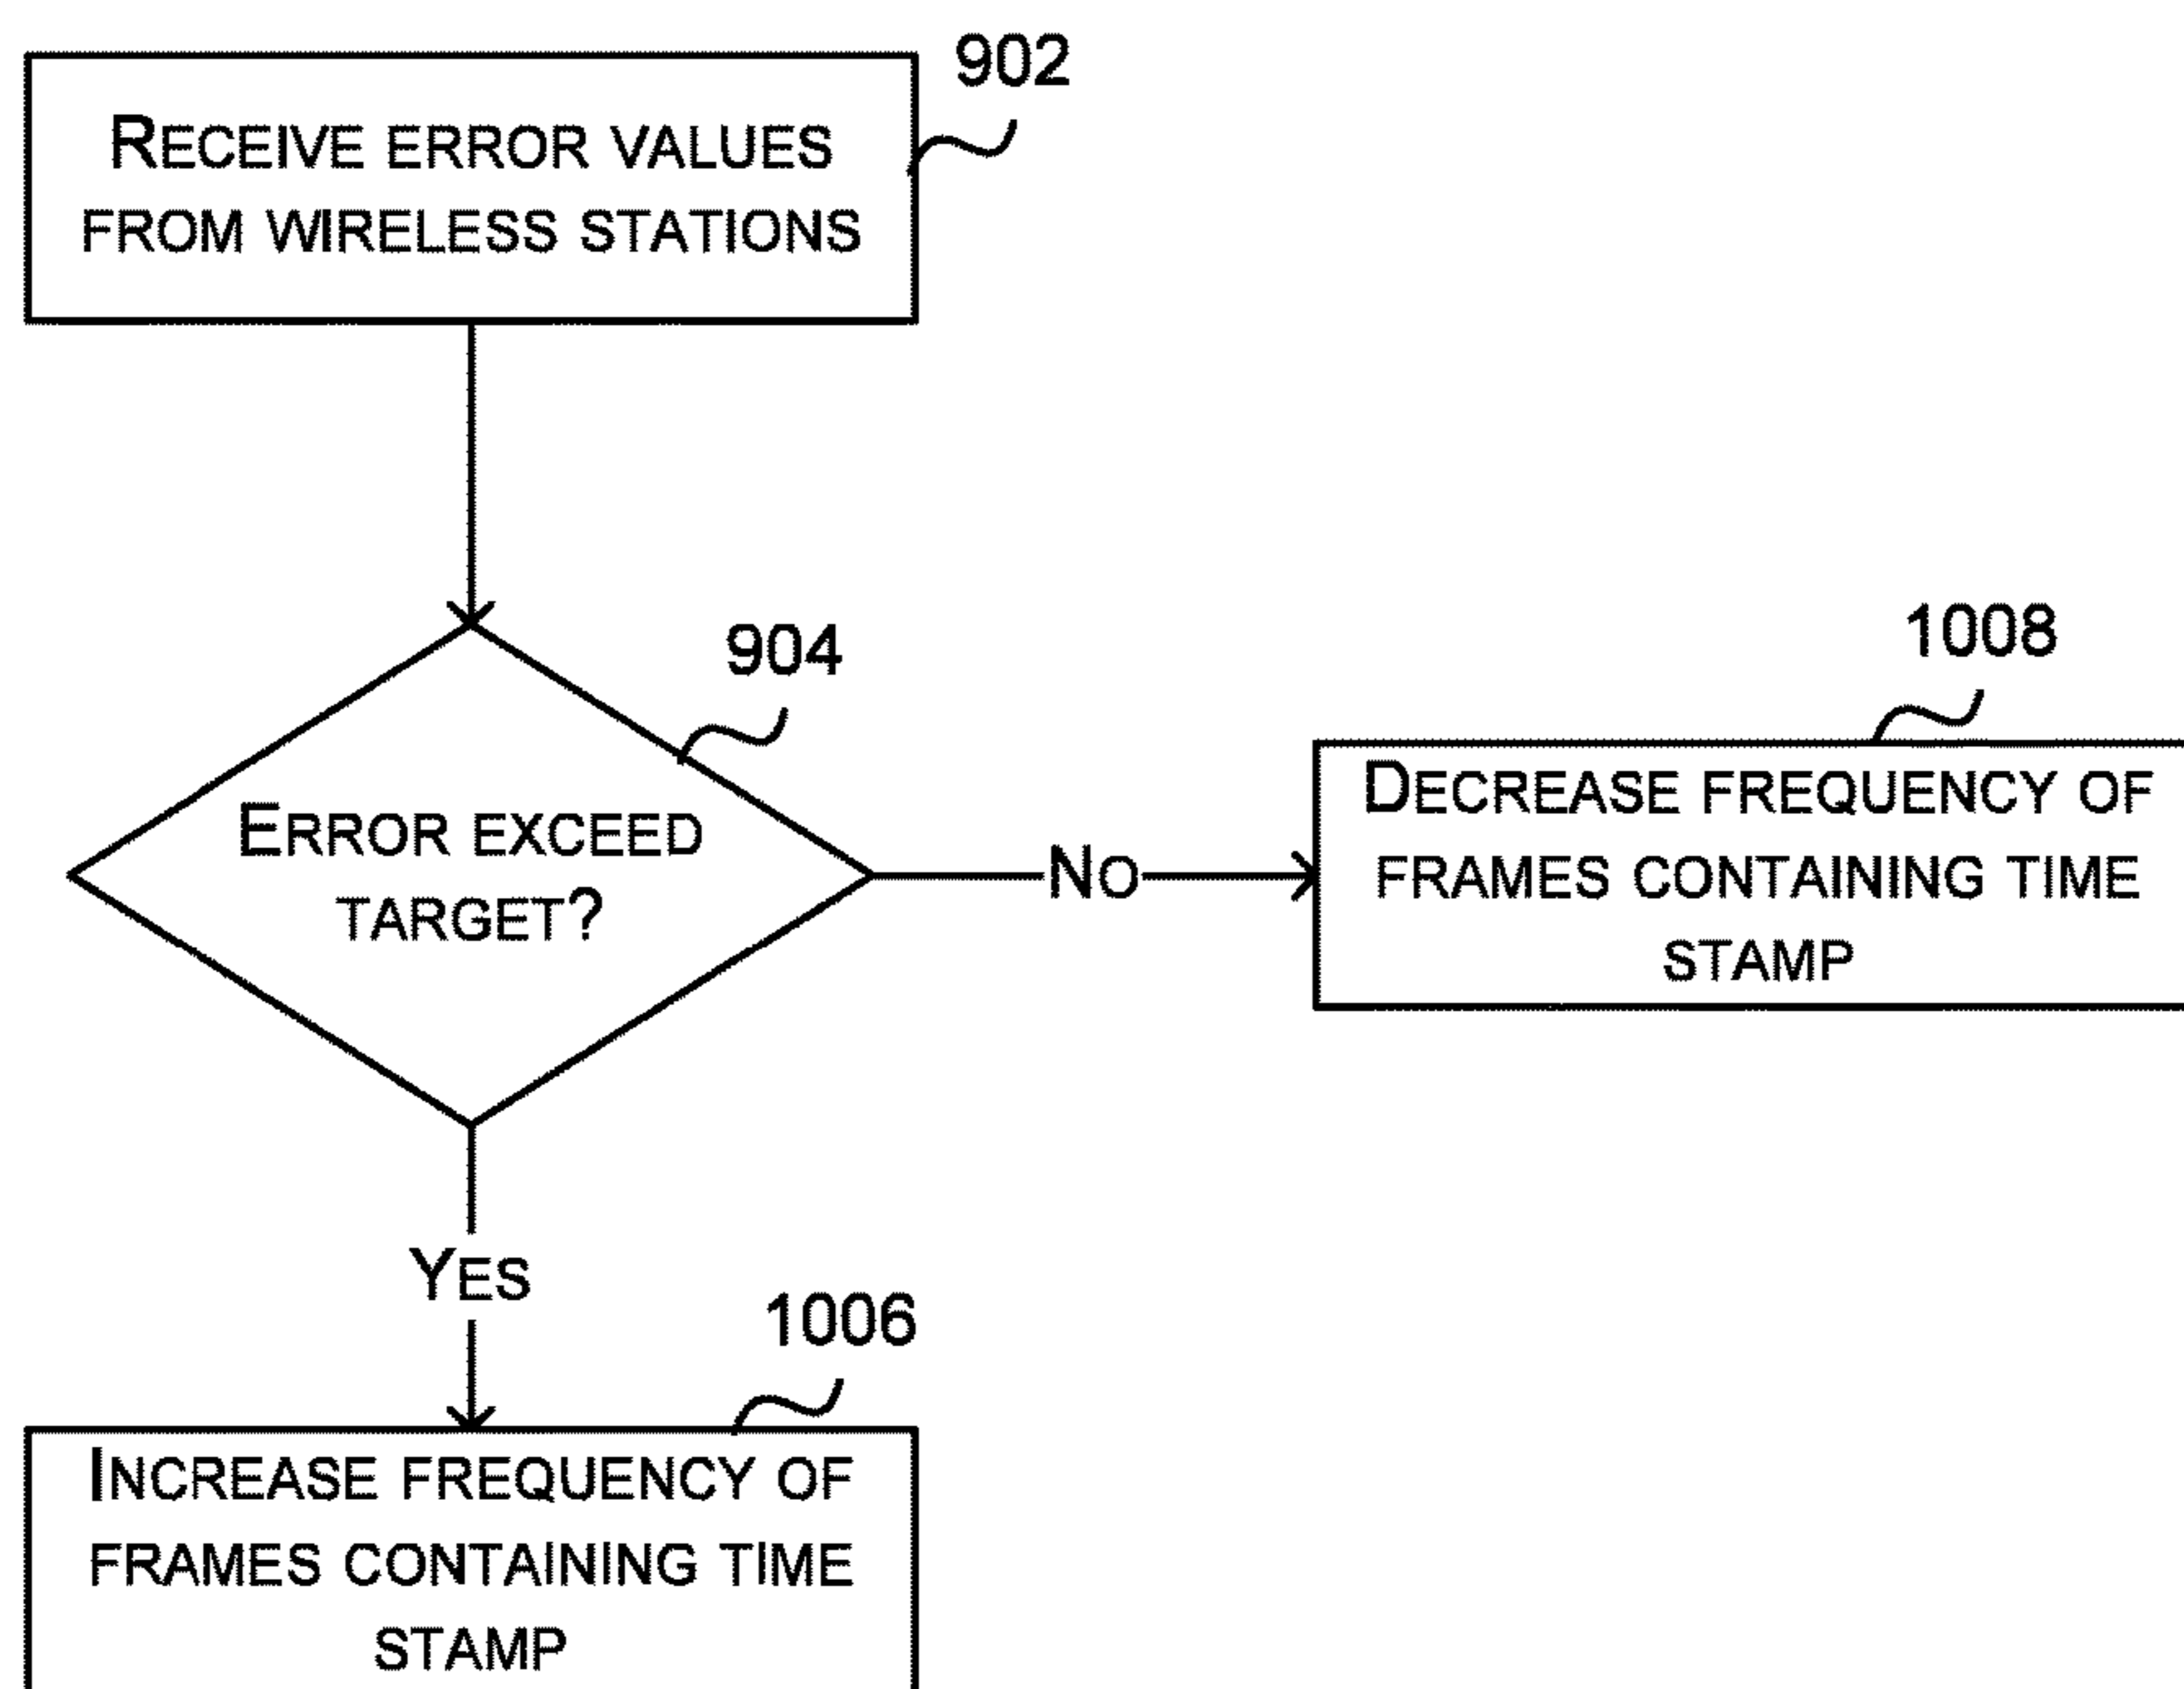 902
RECEIVE ERROR VALUES
FROM WIRELESS STATIONS
904
ERROR EXCEED
TARGET?
NO
1008
DECREASE FREQUENCY OF
FRAMES CONTAINING TIME
STAMP
YES
1006
INCREASE FREQUENCY OF
FRAMES CONTAINING TIME
STAMP